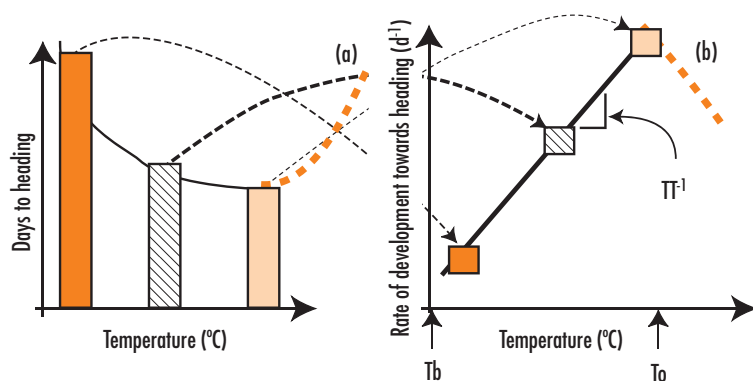 (a)
Days to heading
Temperature (ºC)
(b)
Rate of development towards heading (d-1)
TT-1
Temperature (ºC)
Tb
To